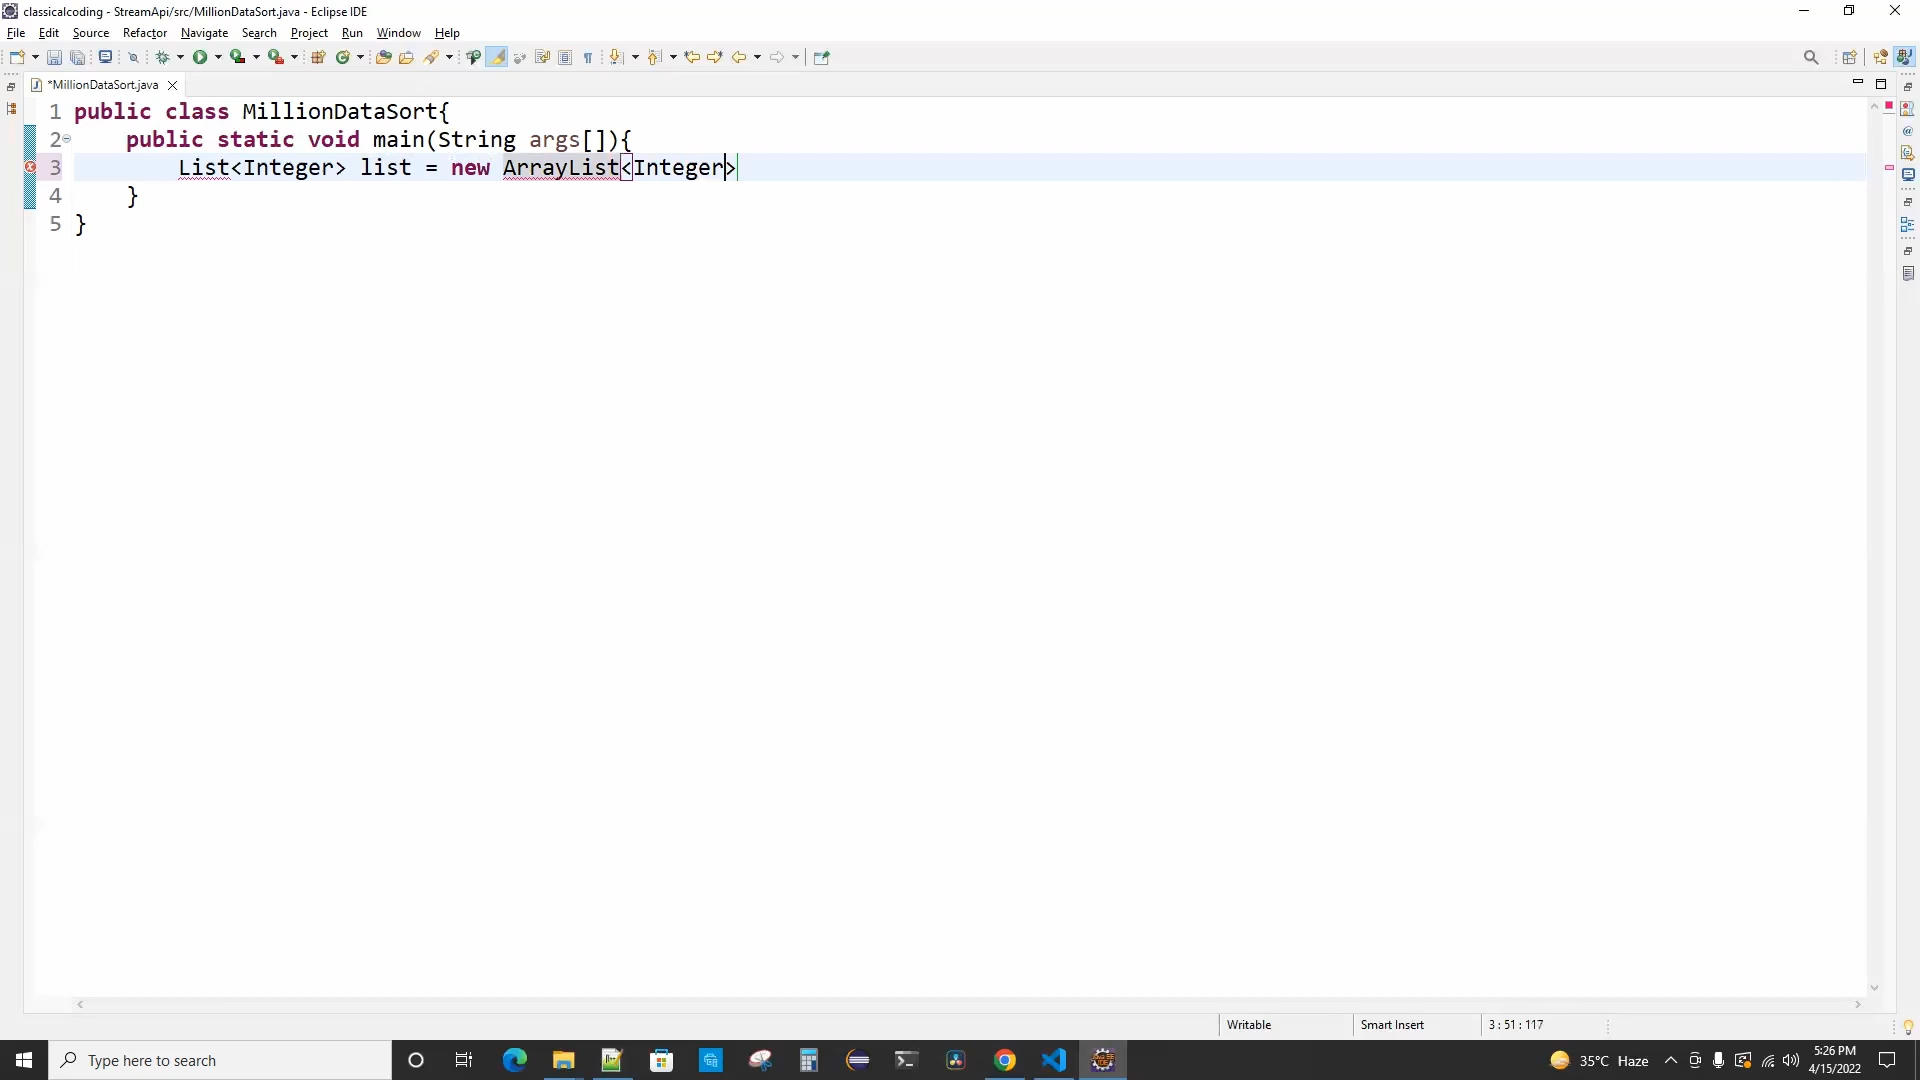 classicalcoding - StreamApi/src/MillionDataSort.java - Eclipse IDE
File Edit Source Refactor Navigate Search Project Run Window Help
*MillionDataSort.java
1 public class MillionDataSort{
2 public static void main(String args[]){
3 List<Integer> list = new ArrayList<Integer>
4 }
5 }
Writable Smart Insert 3 : 51 : 117
Type here to search 35°C Haze 5:26 PM
4/15/2022